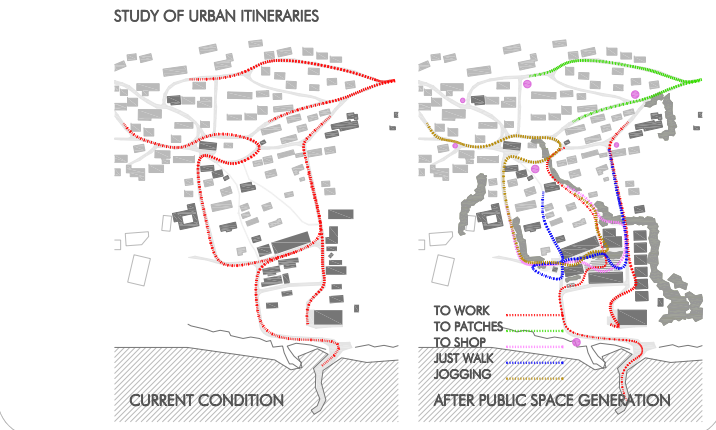 STUDY OF URBAN ITINERARIES
TO WORK
TO PATCHES
TO SHOP
JUST WALK
JOGGING
CURRENT CONDITION
AFTER PUBLIC SPACE GENERATION